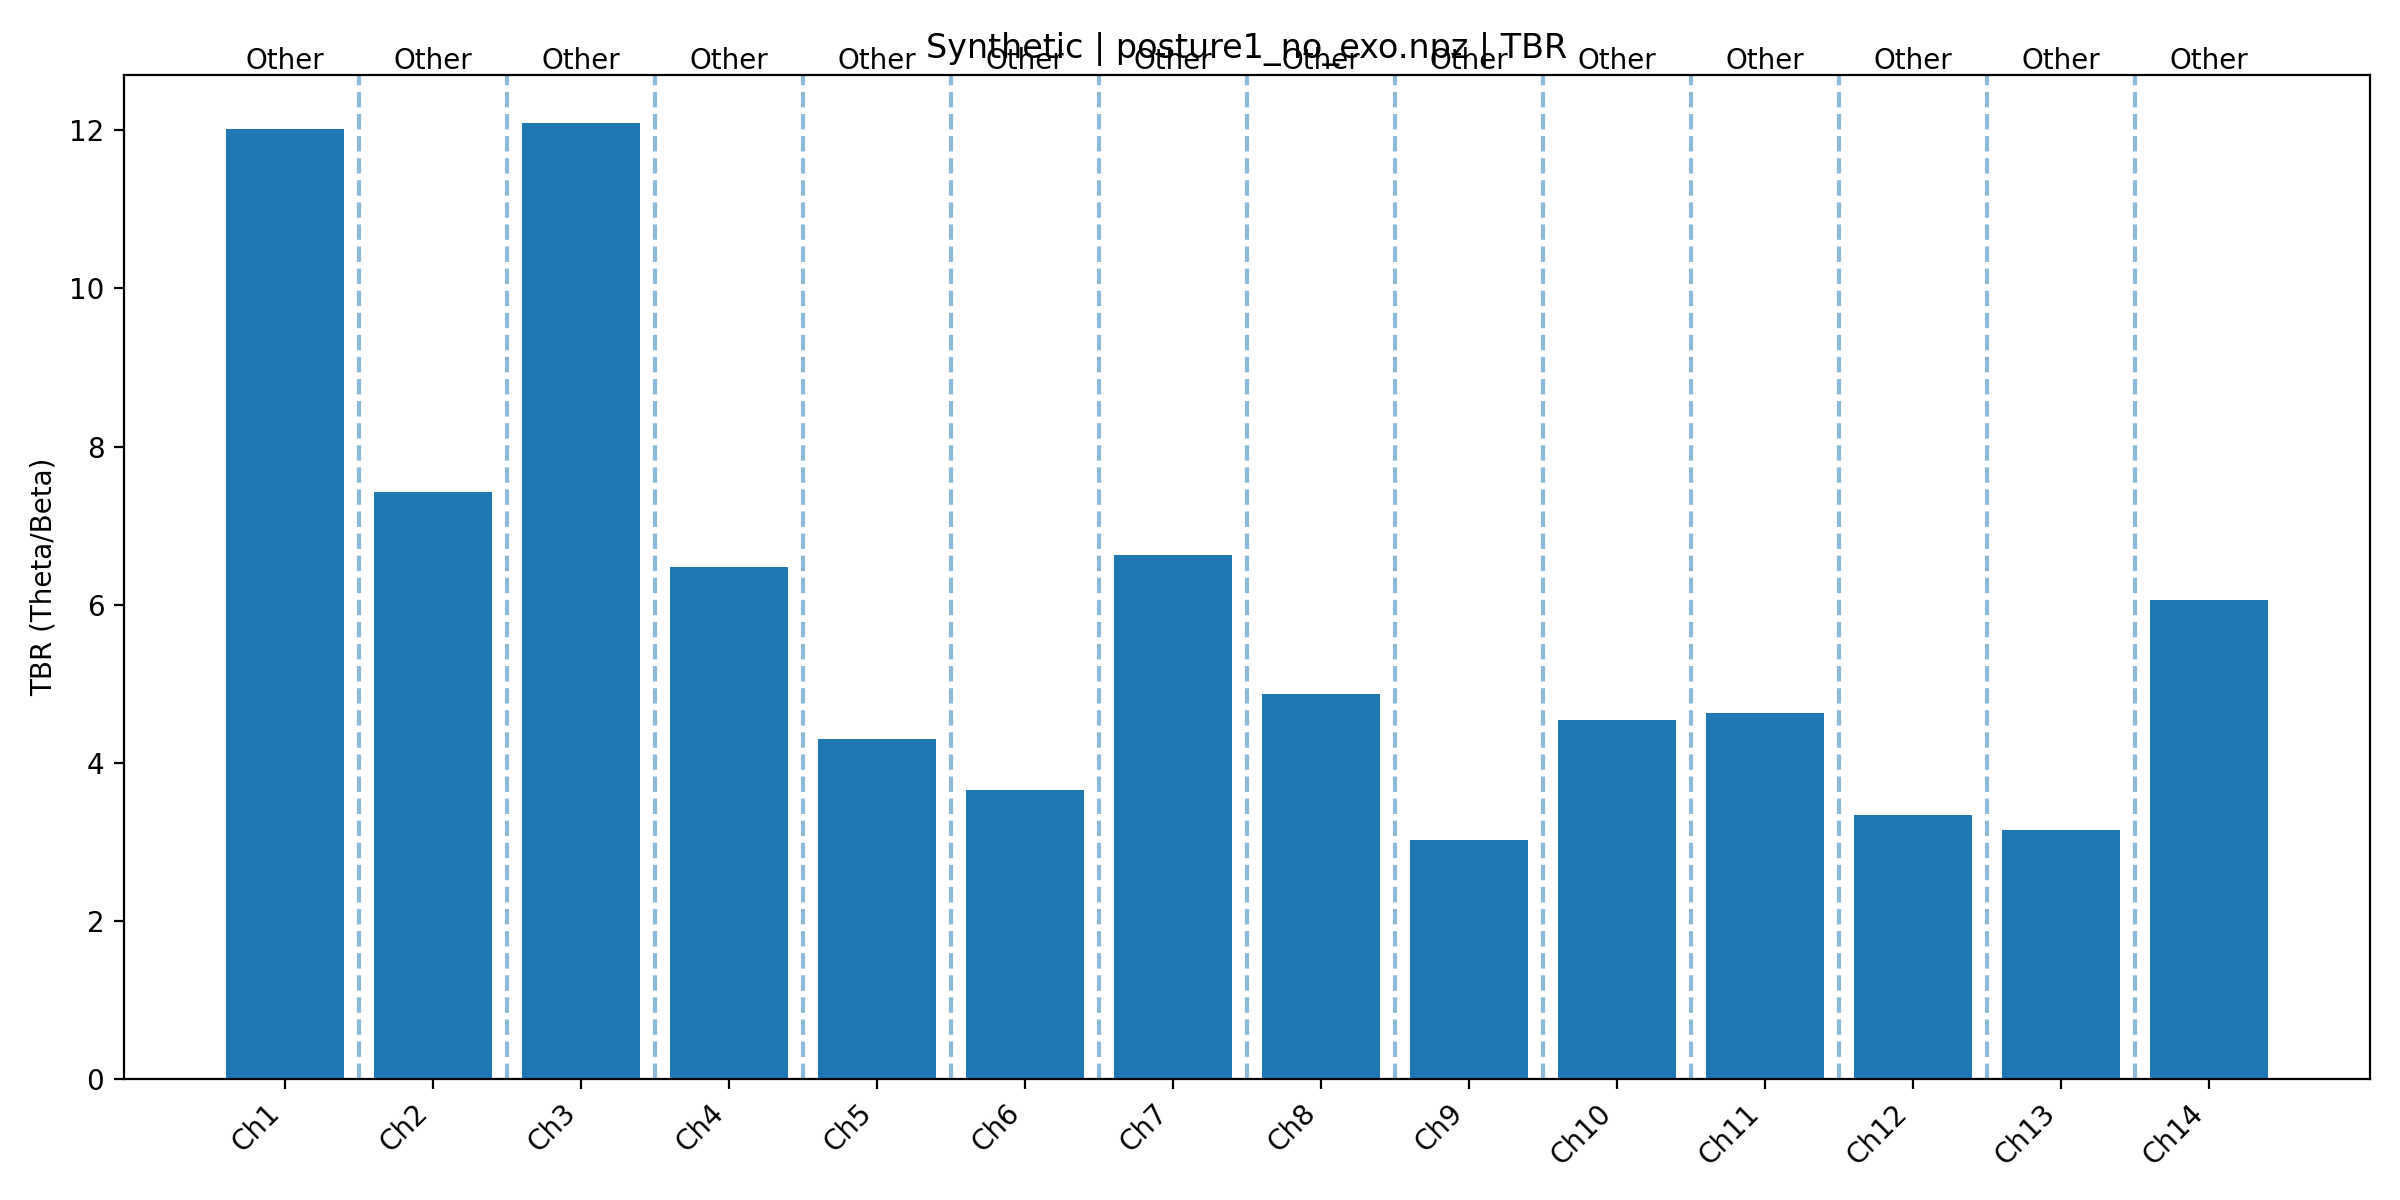 Synthetic | posture1_no_exo.npz | TBR
Other Other Other Other Other Other Other Other Other Other Other Other Other Other
12
10
8
6
4
2
0
TBR (Theta/Beta)
Ch1 Ch2 Ch3 Ch4 Ch5 Ch6 Ch7 Ch8 Ch9 Ch10 Ch11 Ch12 Ch13 Ch14